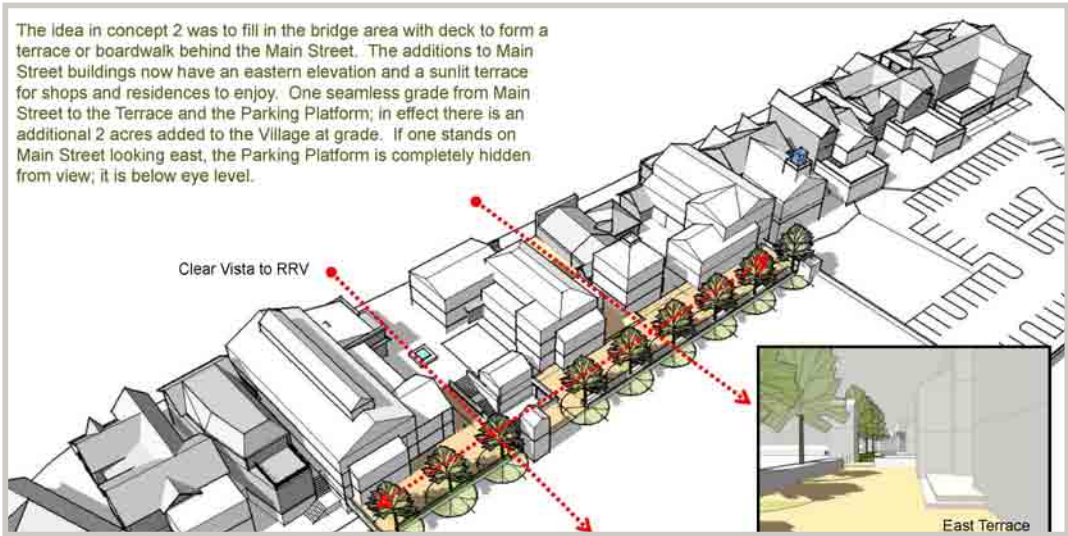 The idea in concept 2 was to fill in the bridge area with deck to form a
terrace or boardwalk behind the Main Street. The additions to Main
Street buildings now have an eastern elevation and a sunlit terrace
for shops and residences to enjoy. One seamless grade from Main
Street to the Terrace and the Parking Platform; in effect there is an
additional 2 acres added to the Village at grade. If one stands on
Main Street looking east, the Parking Platform is completely hidden
from view; it is below eye level.
Clear Vista to RRV
East Terrace